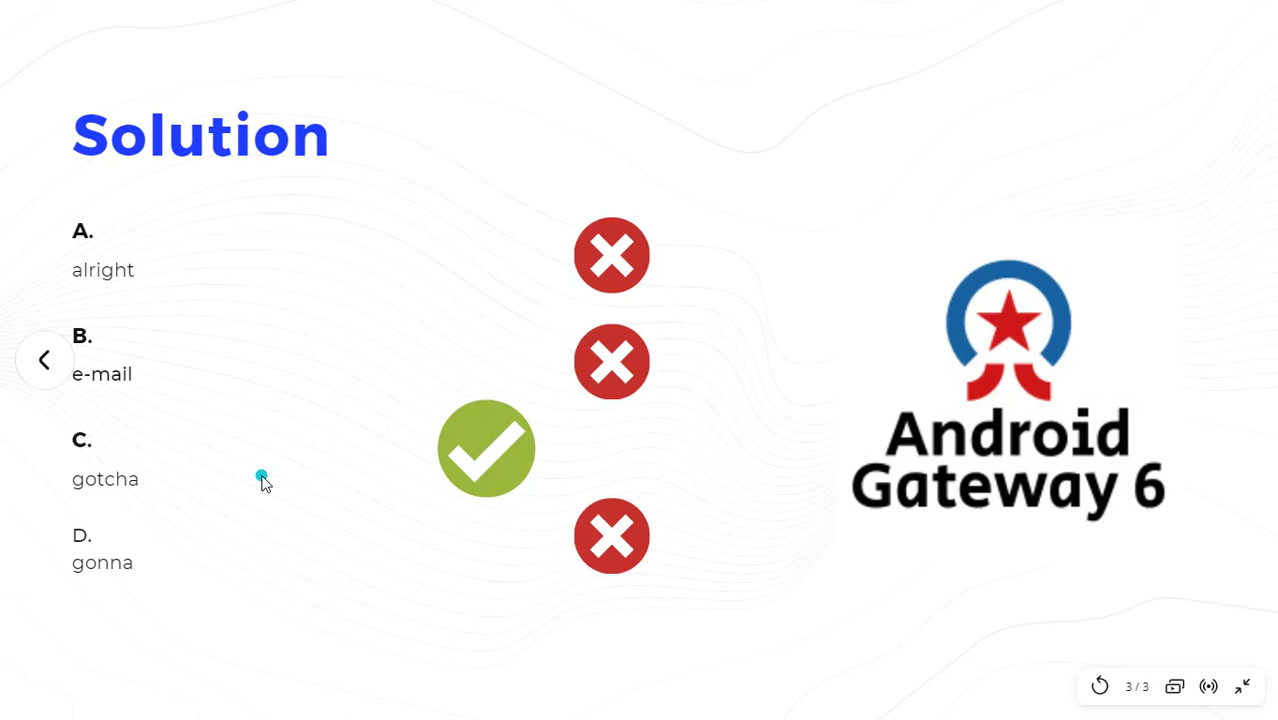 Solution
A.
alright
B.
e-mail
C.
gotcha
D.
gonna
Android
Gateway 6
3 / 3